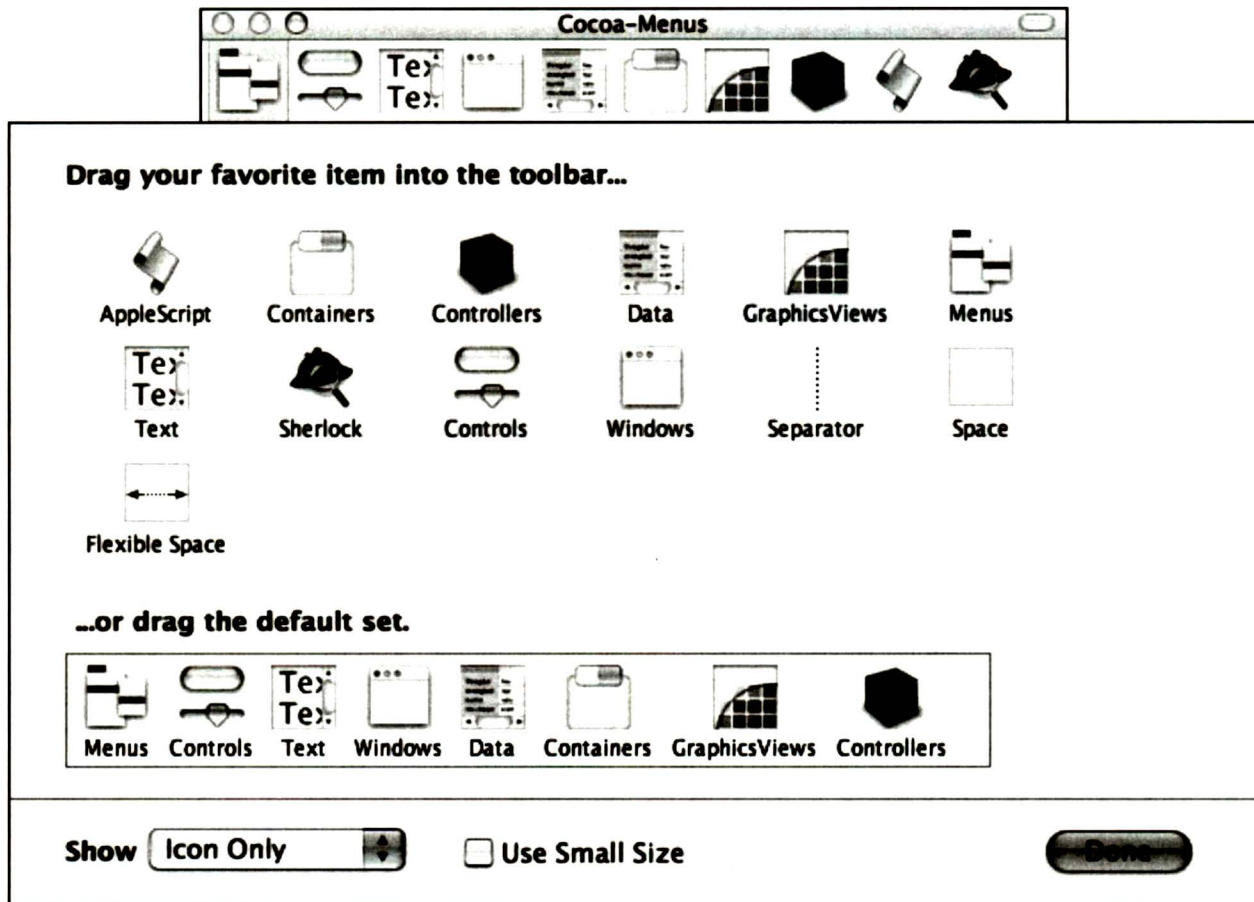 Cocoa-Menus
Tex Tex
Tex Tex
Drag your favorite item into the toolbar...
AppleScript Containers Controllers Data GraphicsViews Menus
Tex Tex
Text Sherlock Controls Windows Separator Space
Flexible Space
...or drag the default set.
Tex Tex
Menus Controls Text Windows Data Containers GraphicsViews Controllers
Show Icon Only Use Small Size Done